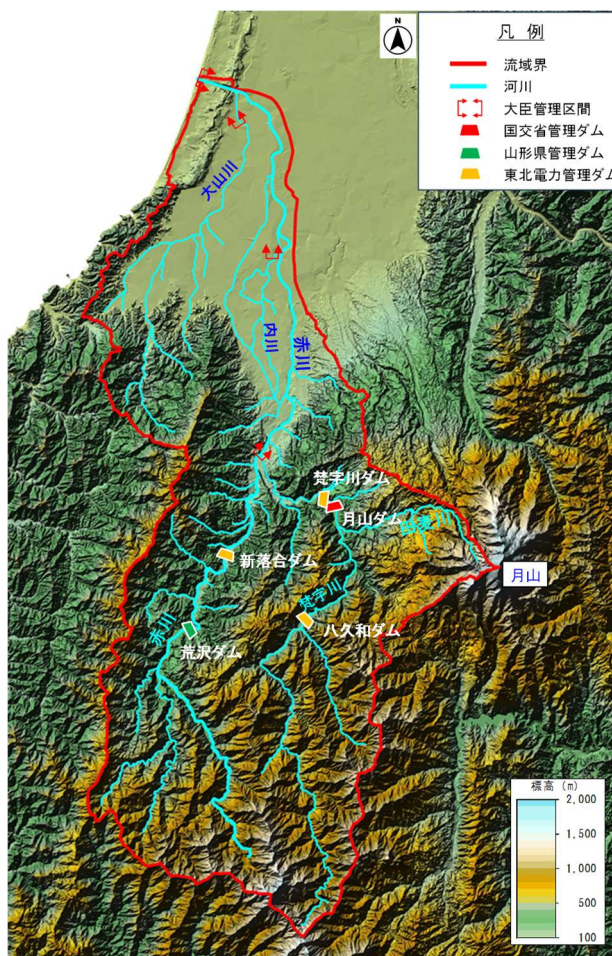 N
凡 例
流域界
河川
大臣管理区間
国交省管理ダム
山形県管理ダム
東北電力管理ダム
大山川
内川
赤川
梵字川ダム
月山ダム
月山
新落合ダム
梵字川
八久和ダム
赤川
荒沢ダム
標高 (m)
2,000
1,500
1,000
500
100